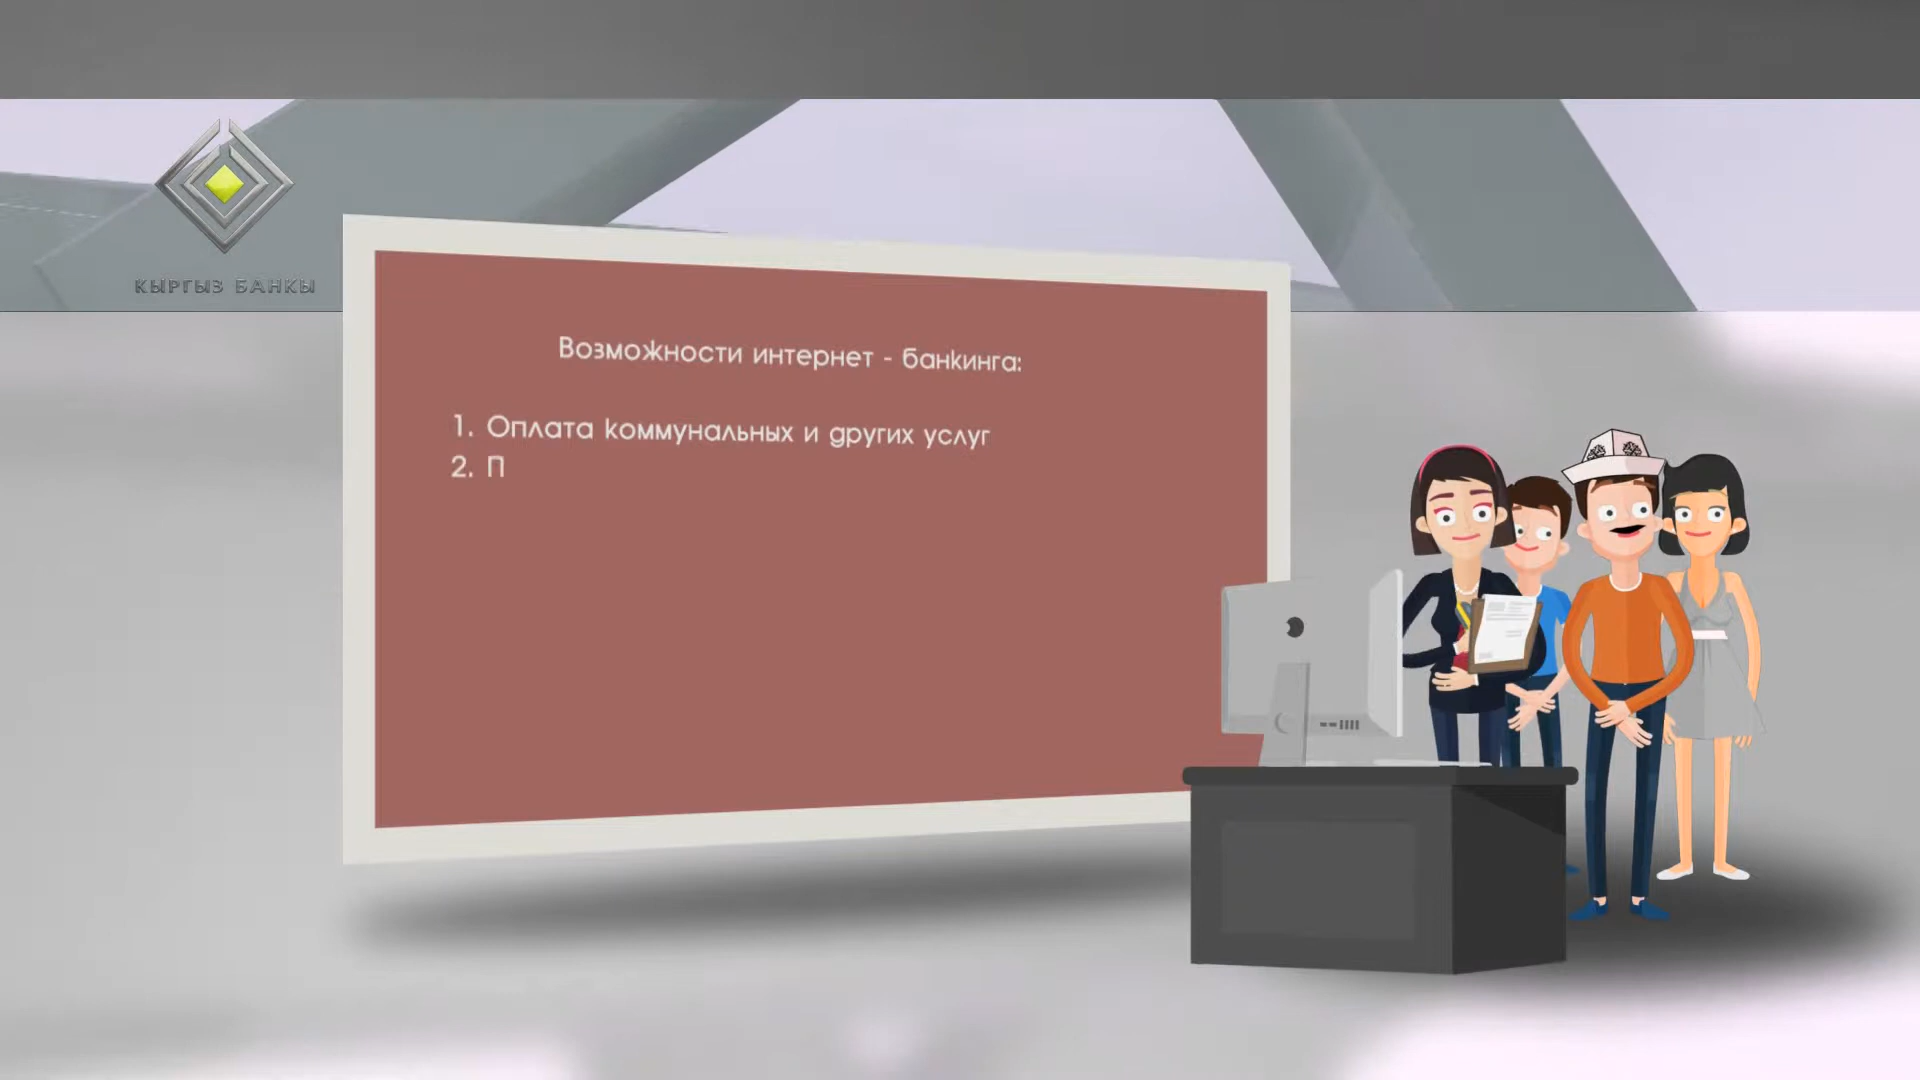 КЫРГЫЗ БАНКЫ
Возможности интернет - банкинга:
1. Оплата коммунальных и других услуг
2. П